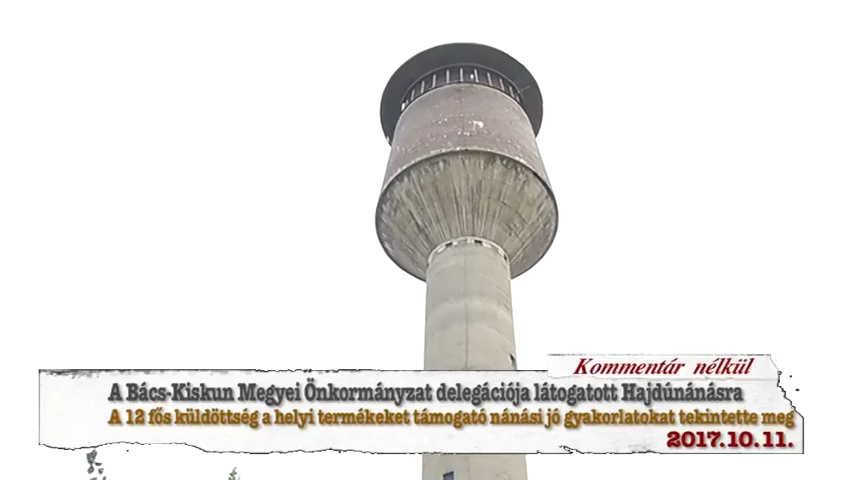 Kommentár nélkül
A Bács-Kiskun Megyei Önkormányzat delegációja látogatott Hajdúnánásra
A 12 fős küldöttség a helyi termékeket támogató nánási jó gyakorlatokat tekintette meg
2017.10.11.